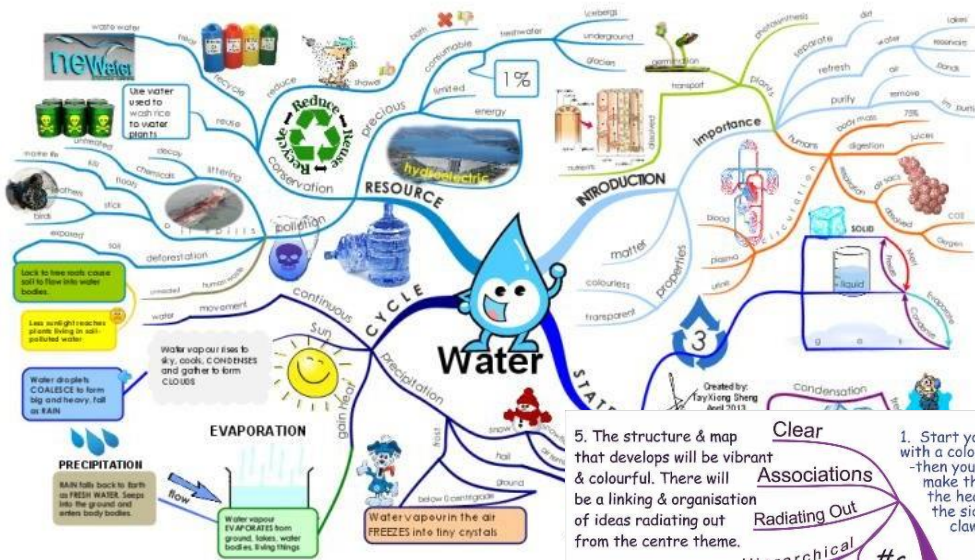 waste water
near
newater
recycle
reduce
bath
shower
consumable
freshwater
icebergs
underground
glaciers
1%
precious
limited
energy
hydroelectric
Use water
used to
wash rice
to water
plants
reuse
Reduce
Reuse
Recycle
conservation
RESOURCE
marine life
untreated
kill
decay
chemicals
littering
floats
feathers
stick
birds
oil spills
pollution
exposed
soil
deforestation
untreated
human waste
Lack to tree roots cause
soil to flow into water
bodies.
Less sunlight reaches
plants living in soil-
polluted water
photosynthesis
germination
transport
plants
dissolved
nutrients
separate
dirt
water
lakes
reservoirs
ponds
refresh
air
purify
remove
Importance
humans
body mass
75%
digestion
juices
respiration
air sacs
dissolved
CO2
Oxygen
circulation
blood
plasma
urine
INTRODUCTION
matter
properties
colourless
transparent
SOLID
liquid
gas
Freeze
Melt
Evaporate
Condense
3
condensation
Created by:
Tay Xiong Sheng
April 2013
Water
STAT
CYCLE
continuous
movement
water
Sun
gain heat
precipitation
Water vapour rises to
sky, cools, CONDENSES
and gather to form
CLOUDS
Water droplets
COALESCE to form
big and heavy, fall
as RAIN
PRECIPITATION
RAIN falls back to Earth
as FRESH WATER. Seeps
into the ground and
enters body bodies.
flow
EVAPORATION
Water vapour
EVAPORATES from
ground, lakes, water
bodies, living things
frost
snow
hail
ground
below 0 centigrade
Water vapour in the air
FREEZES into tiny crystals
5. The structure & map
that develops will be vibrant
& colourful. There will
be a linking & organisation
of ideas radiating out
from the centre theme.
Clear
Associations
Radiating Out
Hierarchical
1. Start yo
with a colo
-then you
make th
the hea
the sid
claw